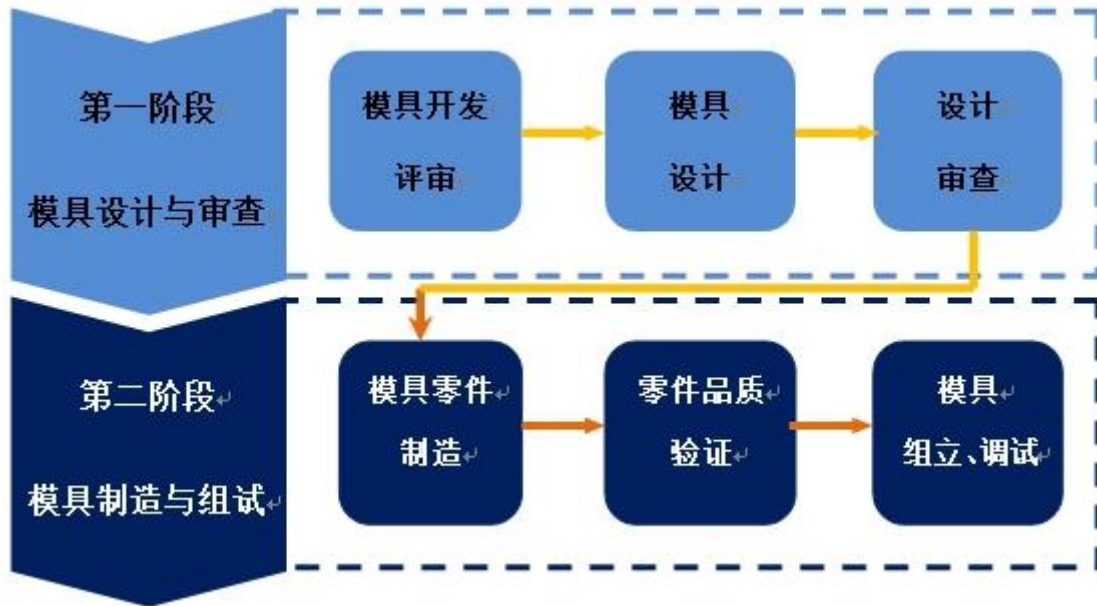 第一阶段
模具设计与审查
模具开发
评审
模具
设计
设计
审查
第二阶段
模具制造与组试
模具零件
制造
零件品质
验证
模具
组立、调试